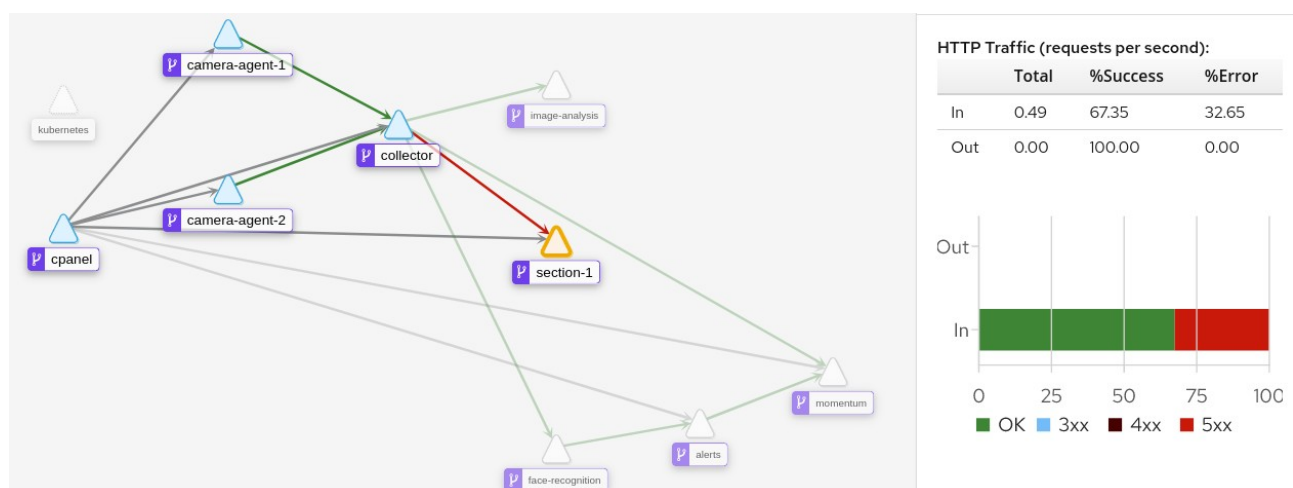 camera-agent-1
kubernetes
image-analysis
collector
camera-agent-2
cpanel
section-1
momentum
alerts
face-recognition
HTTP Traffic (requests per second):
Total %Success %Error
In 0.49 67.35 32.65
Out 0.00 100.00 0.00
Out
In
0 25 50 75 100
OK 3xx 4xx 5xx